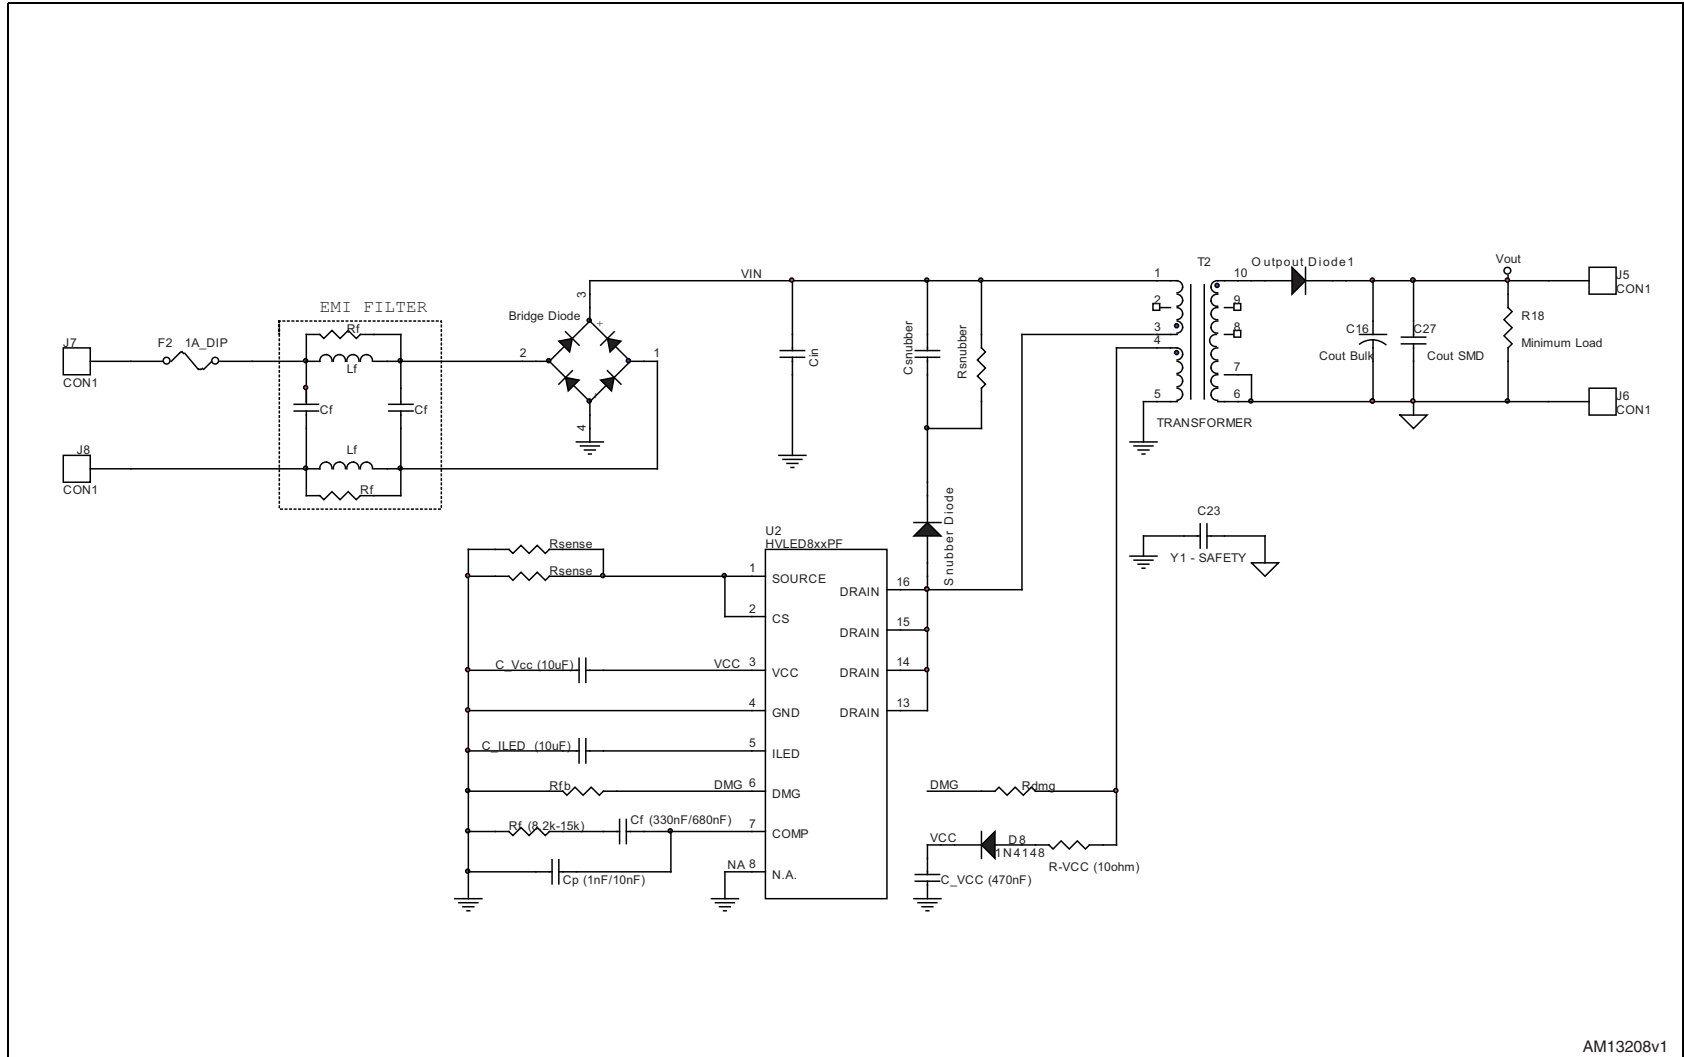 VIN
1
T2
10
Outpout Diode1
Vout
J5
CON1
2
9
3
EMI FILTER
Bridge Diode
+
Rf
3
8
R18
C16
C27
Minimum Load
J7
F2 1A_DIP
2
1
Cin
Csnubber
Rsnubber
4
Cout Bulk
Cout SMD
Lf
7
CON1
5
6
J6
CON1
Cf
Cf
4
TRANSFORMER
J8
Lf
CON1
Rf
Snubber Diode
C23
Y1 - SAFETY
U2
HVLED8xxPF
Rsense
Rsense
1
SOURCE
16
DRAIN
2
CS
15
DRAIN
C_Vcc (10uF)
VCC 3
VCC
14
DRAIN
4
GND
13
DRAIN
C_ILED (10uF)
5
ILED
Rfb
DMG 6
DMG
DMG
Rdmg
Rf (8.2k-15k)
Cf (330nF/680nF)
7
COMP
VCC
D8
1N4148
R-VCC (10ohm)
NA 8
N.A.
Cp (1nF/10nF)
C_VCC (470nF)
AM13208v1